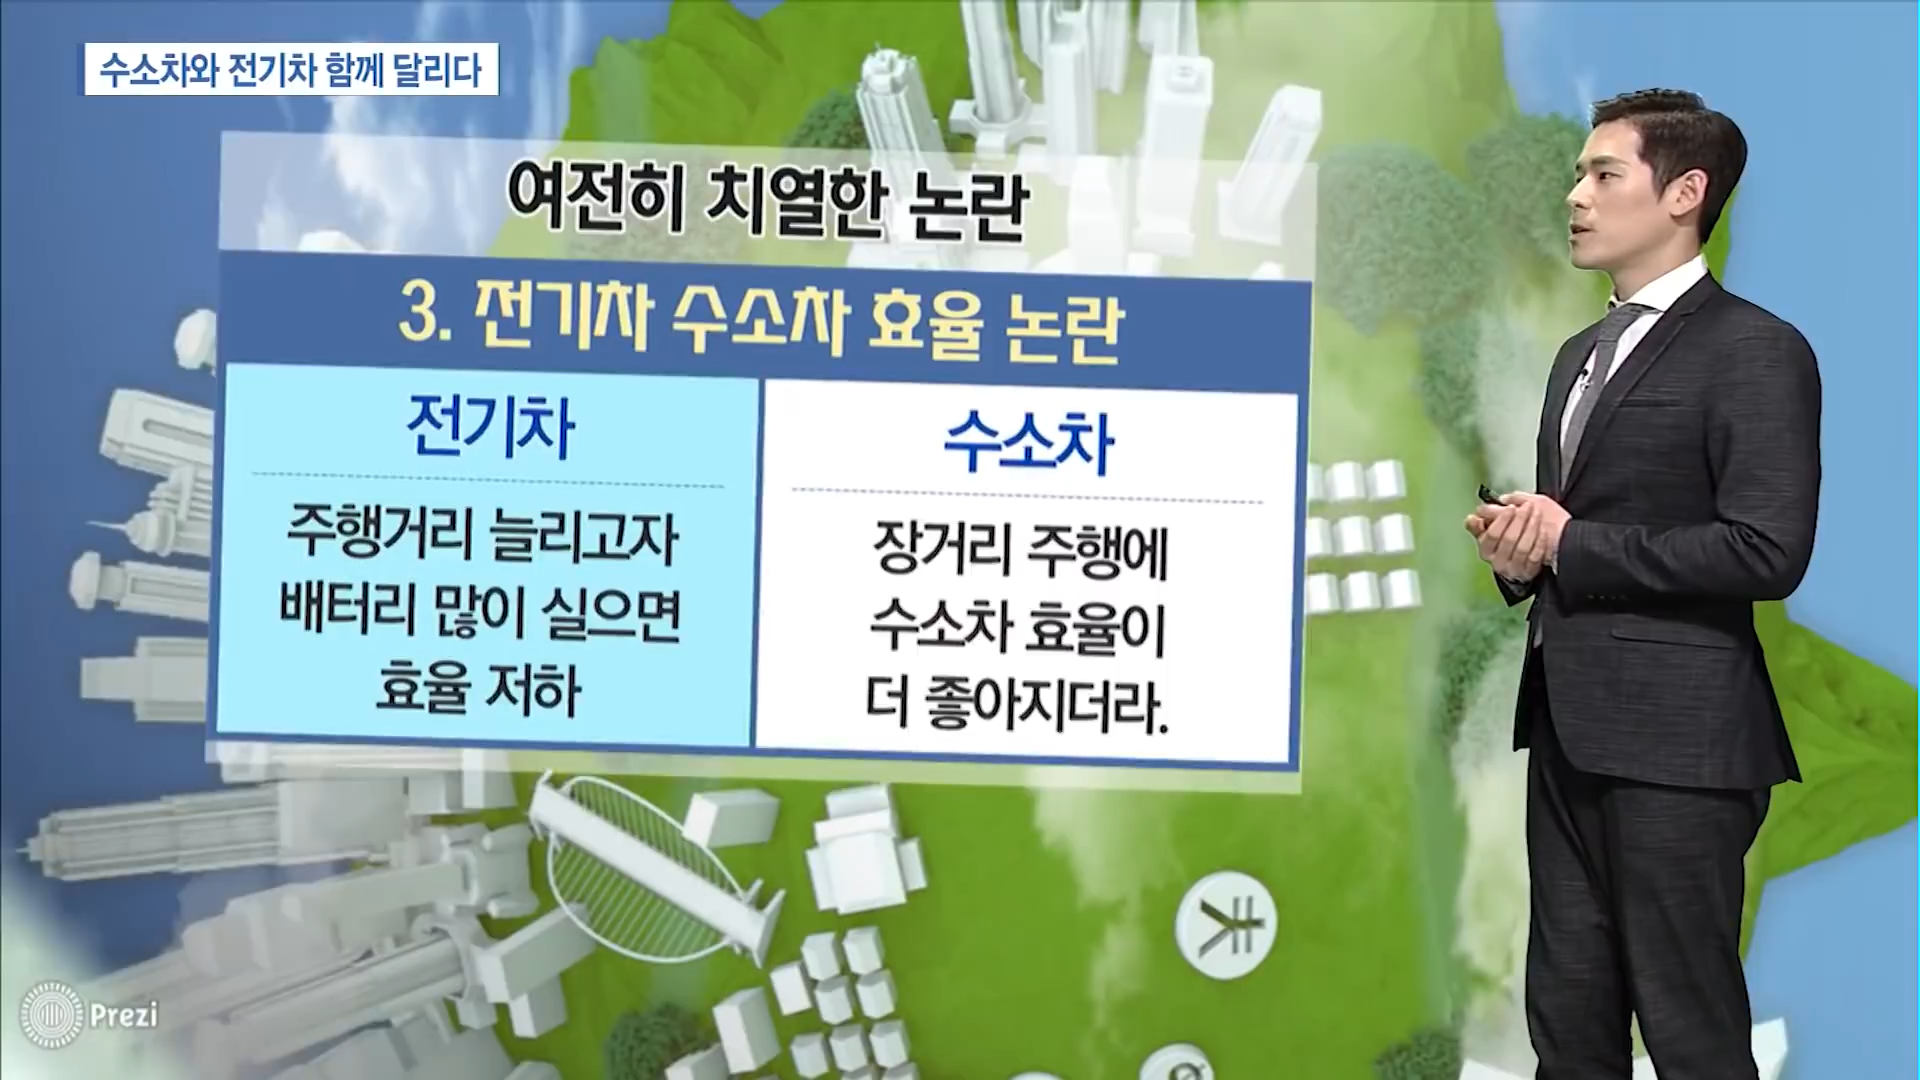 수소차와 전기차 함께 달리다
여전히 치열한 논란
3. 전기차 수소차 효율 논란
전기차
주행거리 늘리고자
배터리 많이 실으면
효율 저하
수소차
장거리 주행에
수소차 효율이
더 좋아지더라.
Prezi